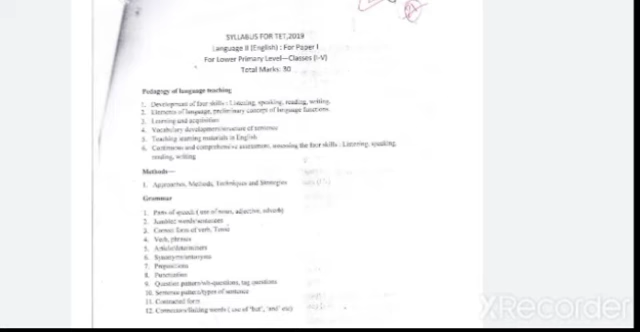 SYLLABUS FOR TET,2019
Language II (English) : For Paper I
For Lower Primary Level—Classes (I-V)
Total Marks: 30
Pedagogy of language teaching
1. Development of four skills : Listening, speaking, reading, writing.
2. Elements of language, preliminary concept of language functions.
3. Learning and acquisition
4. Vocabulary development/structure of sentence
5. Teaching learning materials in English
6. Continuous and comprehensive assessment, assessing the four skills : Listening, speaking,
reading, writing
Methods—
1. Approaches, Methods, Techniques and Strategies
Grammar
1. Parts of speech ( use of noun, adjective, adverb)
2. words/sentences
3. Correct form of verb, Tense
4. Verb, phrases
5. Article/determiners
6. Synonyms/antonyms
7. Prepositions
8. Punctuation
9. Question pattern/wh-questions, tag questions
10. Sentence pattern/types of sentence
11. Contracted form
12. Connectors/linking words ( use of 'but', 'and' etc)
XRecorder